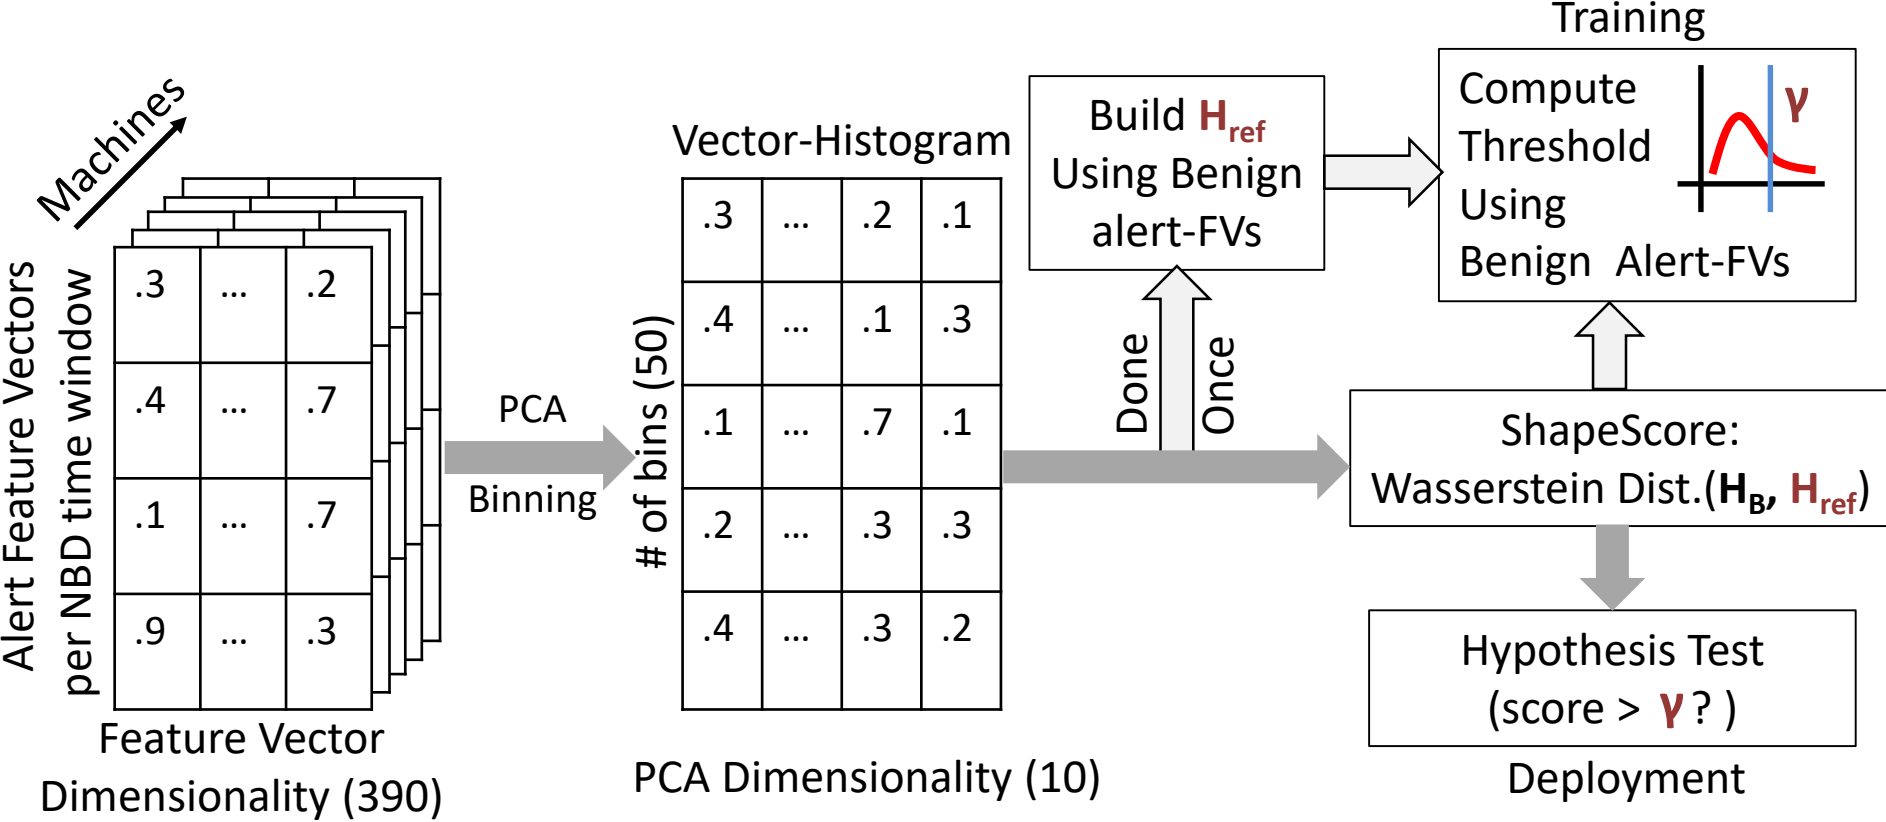 Machines
Alert Feature Vectors
per NBD time window
.3 ... .2
.4 ... .7
.1 ... .7
.9 ... .3
Feature Vector
Dimensionality (390)
PCA
Binning
Vector-Histogram
# of bins (50)
.3 ... .2 .1
.4 ... .1 .3
.1 ... .7 .1
.2 ... .3 .3
.4 ... .3 .2
PCA Dimensionality (10)
Build H_ref
Using Benign
alert-FVs
Done
Once
Training
Compute
Threshold
Using
Benign Alert-FVs
γ
ShapeScore:
Wasserstein Dist.(H_B, H_ref)
Hypothesis Test
(score > γ? )
Deployment